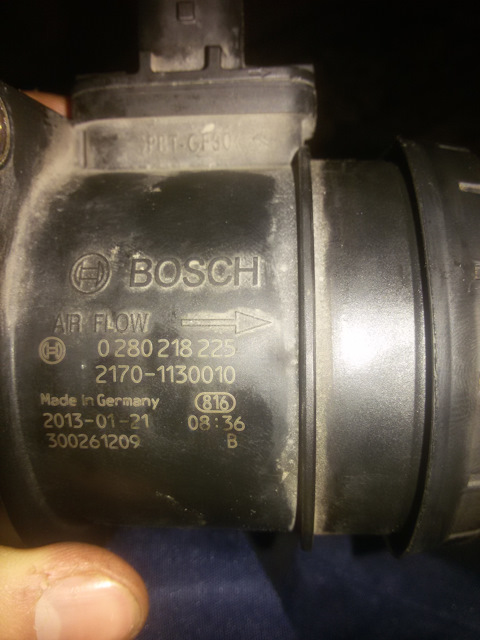 PBT-GF30
BOSCH
AIR FLOW
0 280 218 225
2170-1130010
Made in Germany 816
2013-01-21 08:36
300261209 B